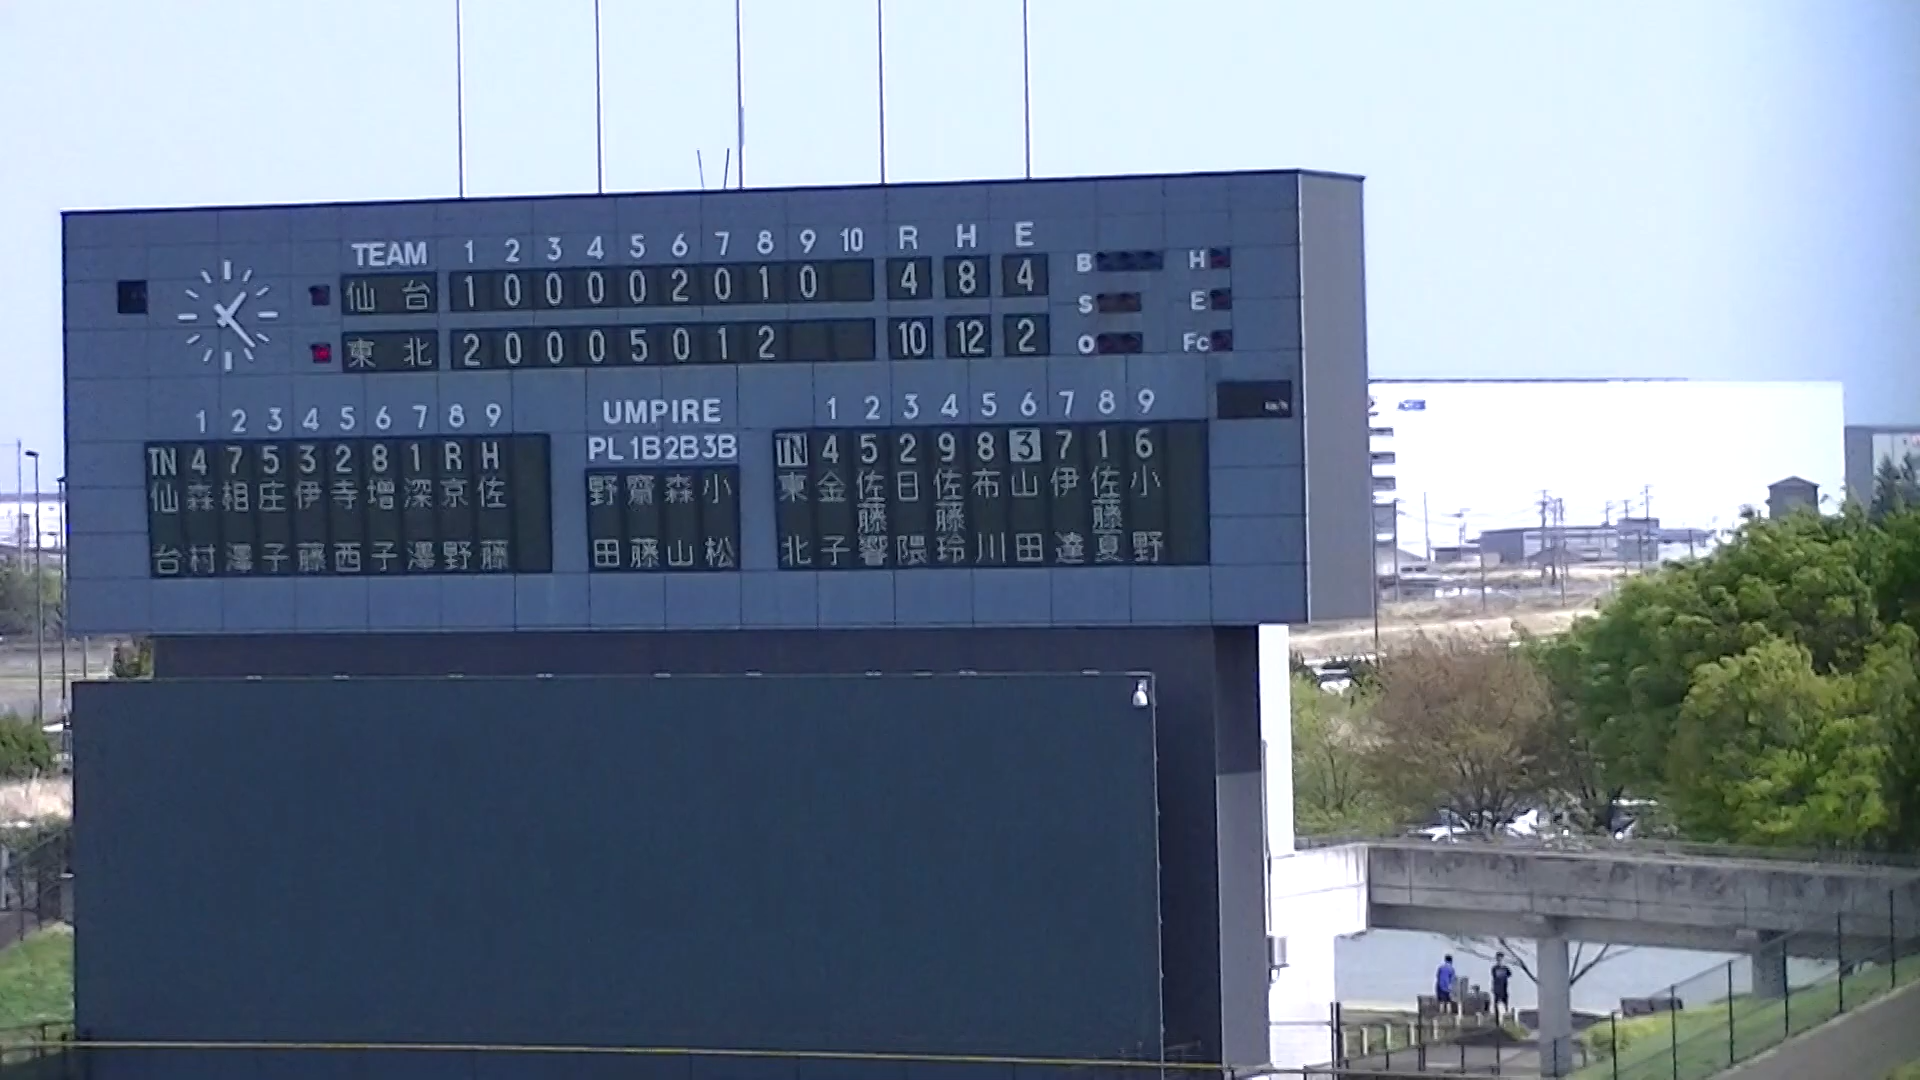 TEAM 1 2 3 4 5 6 7 8 9 10 R H E
仙台 1 0 0 0 0 2 0 1 0 4 8 4
東北 2 0 0 0 5 0 1 2 10 12 2
B H
S E
O Fc
1 2 3 4 5 6 7 8 9
TN 4 7 5 3 2 8 1 R H
仙台 森村 相澤 庄子 伊藤 寺西 増子 深澤 京野 佐藤
UMPIRE
PL 1B 2B 3B
野田 齋藤 森山 小松
1 2 3 4 5 6 7 8 9
TN 4 5 2 9 8 3 7 1 6
東北 金子 佐藤響 日隈 佐藤玲 布川 山田 伊達 佐藤夏 小野
km/h